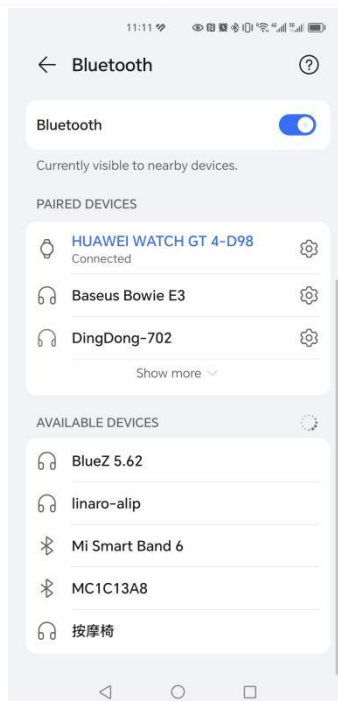 11:11
Bluetooth
Bluetooth
Currently visible to nearby devices.
PAIRED DEVICES
HUAWEI WATCH GT 4-D98
Connected
Baseus Bowie E3
DingDong-702
Show more
AVAILABLE DEVICES
BlueZ 5.62
linaro-alip
Mi Smart Band 6
MC1C13A8
按摩椅